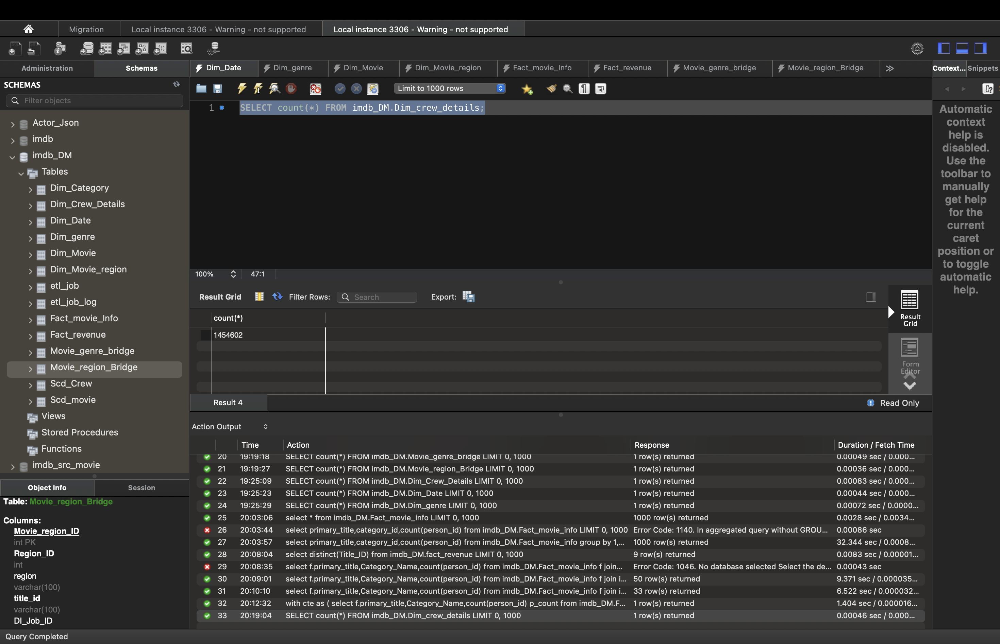 Migration
Local instance 3306 - Warning - not supported
Local instance 3306 - Warning - not supported
Administration
Schemas
Dim_Date
Dim_genre
Dim_Movie
Dim_Movie_region
Fact_movie_Info
Fact_revenue
Movie_genre_bridge
Movie_region_Bridge
Context...
Snippets
SCHEMAS
Filter objects
Limit to 1000 rows
1
SELECT count(*) FROM imdb_DM.Dim_crew_details;
Actor_Json
imdb
imdb_DM
Tables
Dim_Category
Dim_Crew_Details
Dim_Date
Dim_genre
Dim_Movie
Dim_Movie_region
etl_job
etl_job_log
Fact_movie_Info
Fact_revenue
Movie_genre_bridge
Movie_region_Bridge
Scd_Crew
Scd_movie
Views
Stored Procedures
Functions
imdb_src_movie
Automatic
context
help is
disabled.
Use the
toolbar to
manually
get help
for the
current
caret
position or
to toggle
automatic
help.
100%
47:1
Result Grid
Filter Rows:
Search
Export:
count(*)
1454602
Result
Grid
Form
Editor
Result 4
Read Only
Action Output
Time Action Response Duration / Fetch Time
20 19:19:18 SELECT count(*) FROM imdb_DM.Movie_genre_bridge LIMIT 0, 1000 1 row(s) returned 0.00049 sec / 0.000...
21 19:19:27 SELECT count(*) FROM imdb_DM.Movie_region_Bridge LIMIT 0, 1000 1 row(s) returned 0.00036 sec / 0.000...
22 19:25:09 SELECT count(*) FROM imdb_DM.Dim_Crew_Details LIMIT 0, 1000 1 row(s) returned 0.00083 sec / 0.000...
23 19:25:23 SELECT count(*) FROM imdb_DM.Dim_Date LIMIT 0, 1000 1 row(s) returned 0.00044 sec / 0.000...
24 19:25:29 SELECT count(*) FROM imdb_DM.Dim_genre LIMIT 0, 1000 1 row(s) returned 0.00072 sec / 0.0000...
25 20:03:06 select * from imdb_DM.Fact_movie_info LIMIT 0, 1000 1000 row(s) returned 0.0028 sec / 0.0034...
26 20:03:44 select primary_title,category_id,count(person_id) from imdb_DM.Fact_movie_info LIMIT 0, 1000 Error Code: 1140. In aggregated query without GROU... 0.00086 sec
27 20:03:57 select primary_title,category_id,count(person_id) from imdb_DM.Fact_movie_info group by 1,... 1000 row(s) returned 32.344 sec / 0.0008...
28 20:08:04 select distinct(Title_ID) from imdb_DM.fact_revenue LIMIT 0, 1000 9 row(s) returned 0.0083 sec / 0.00001...
29 20:08:35 select f.primary_title,Category_Name,count(person_id) from imdb_DM.Fact_movie_info f join... Error Code: 1046. No database selected Select the de... 0.00043 sec
30 20:09:01 select f.primary_title,Category_Name,count(person_id) from imdb_DM.Fact_movie_info f join i... 50 row(s) returned 9.371 sec / 0.000035...
31 20:10:10 select f.primary_title,Category_Name,count(person_id) from imdb_DM.Fact_movie_info f join i... 33 row(s) returned 6.522 sec / 0.000032...
32 20:12:32 with cte as ( select f.primary_title,Category_Name,count(person_id) p_count from imdb_DM.F... 1 row(s) returned 1.404 sec / 0.000016...
33 20:19:04 SELECT count(*) FROM imdb_DM.Dim_crew_details LIMIT 0, 1000 1 row(s) returned 0.00046 sec / 0.000...
Object Info
Session
Table: Movie_region_Bridge
Columns:
Movie_region_ID
int PK
Region_ID
int
region
varchar(100)
title_id
varchar(100)
DI_Job_ID
Query Completed